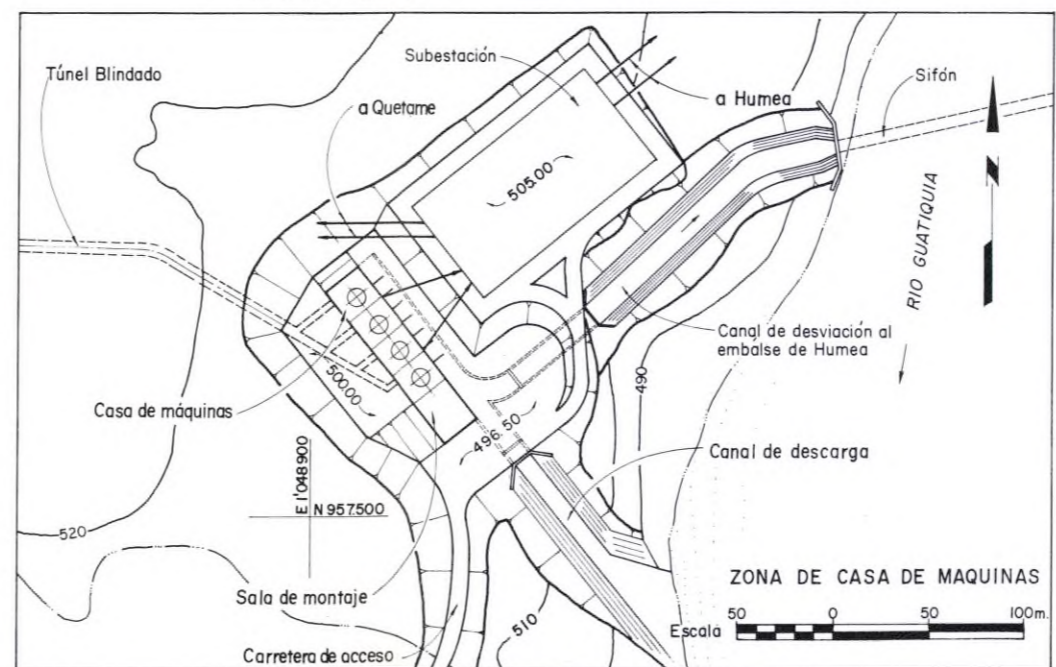 Túnel Blindado
Subestación
a Quetame
a Humea
Sifón
N
505.00
RIO GUATIQUIA
Canal de desviación al
embalse de Humea
490
Casa de máquinas
500.00
496.50
Canal de descarga
E 1'048900
N 957.500
520
Sala de montaje
510
Carretera de acceso
ZONA DE CASA DE MAQUINAS
50 0 50 100m.
Escala